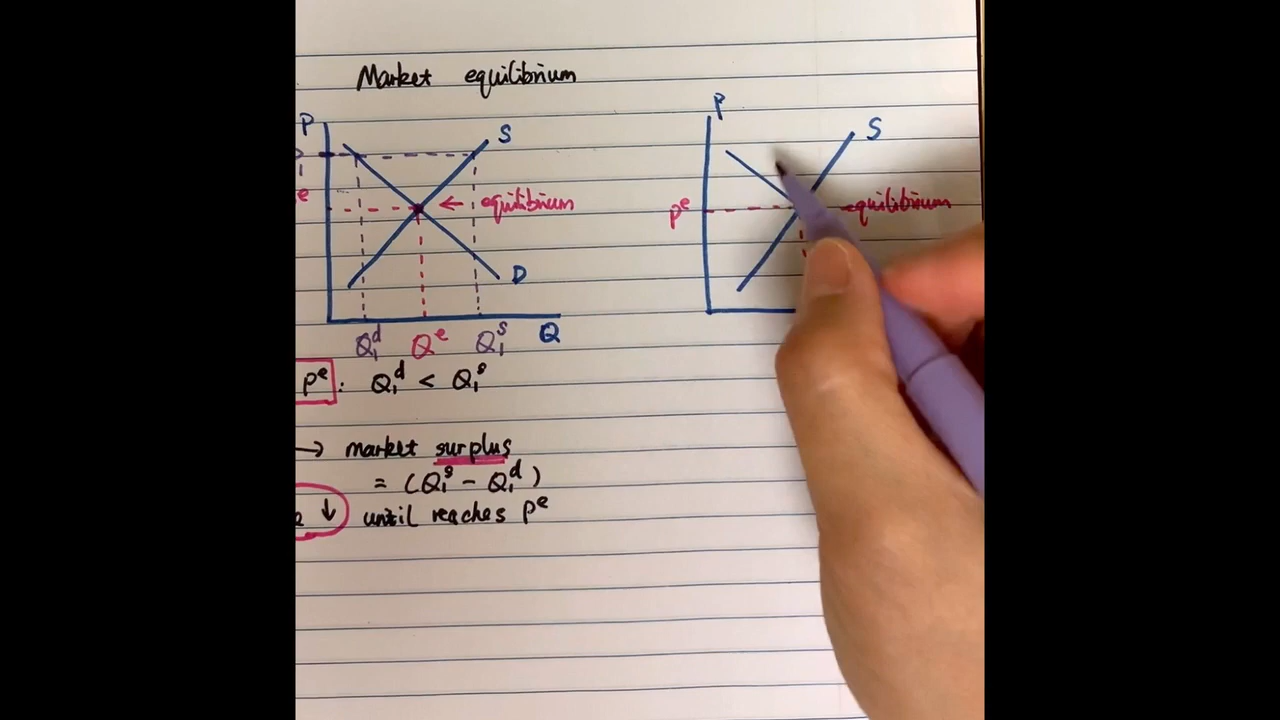 Market equilibrium
P
S
← equilibrium
e
D
Q₁ᵈ Qᵉ Q₁ˢ Q
Pᵉ: Q₁ᵈ < Q₁ˢ
→ market surplus
= (Q₁ˢ - Q₁ᵈ)
↓ until reaches Pᵉ
P
S
Pᵉ
equilibrium